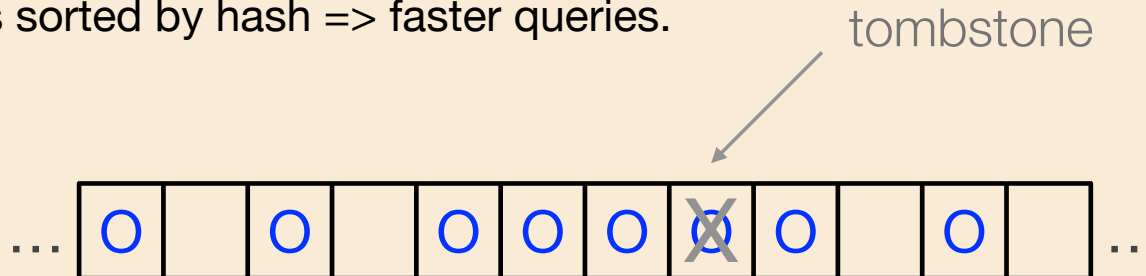 s sorted by hash => faster queries.
tombstone
... O O O O O X O O ..